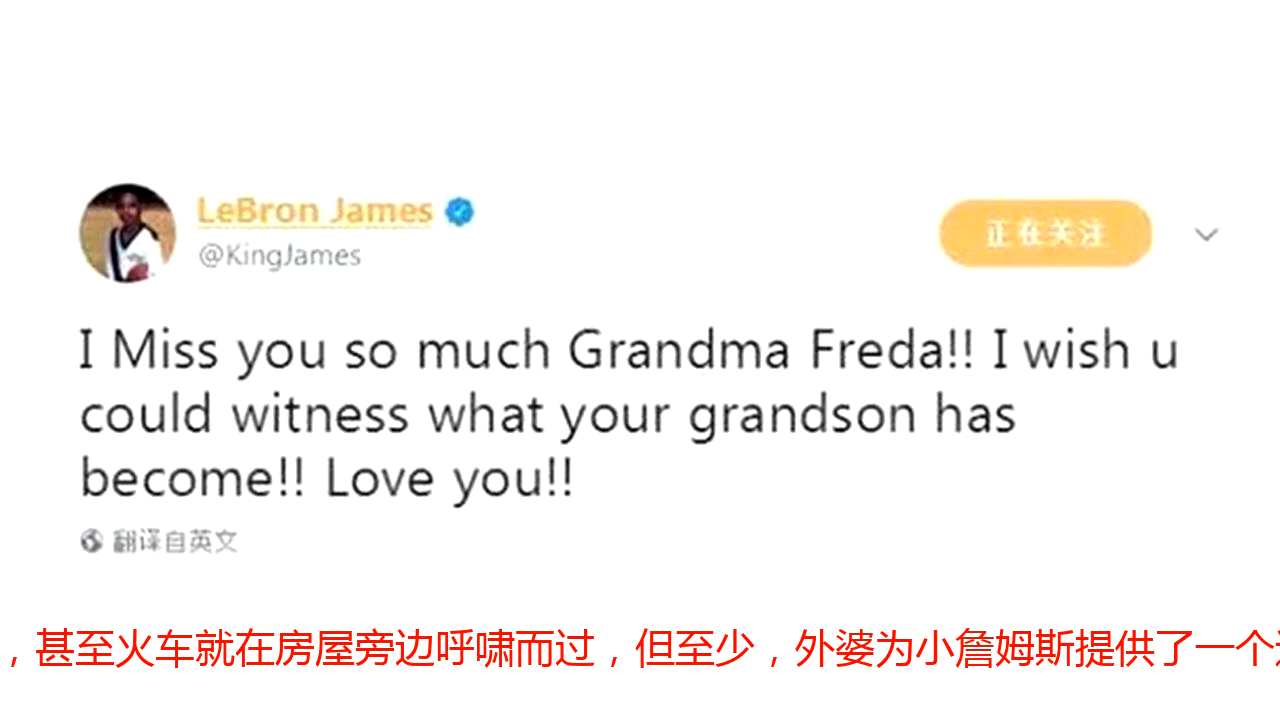 LeBron James
@KingJames
正在关注
I Miss you so much Grandma Freda!! I wish u
could witness what your grandson has
become!! Love you!!
翻译自英文
，甚至火车就在房屋旁边呼啸而过，但至少，外婆为小詹姆斯提供了一个